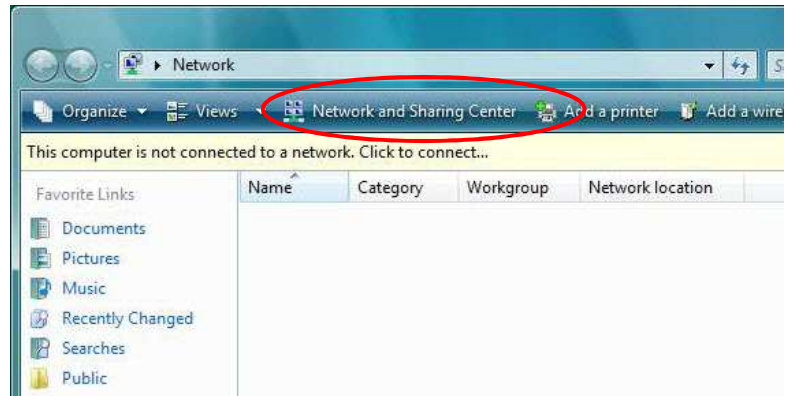 Network
Organize Views Network and Sharing Center Add a printer Add a wire
This computer is not connected to a network. Click to connect...
Favorite Links
Name Category Workgroup Network location
Documents
Pictures
Music
Recently Changed
Searches
Public